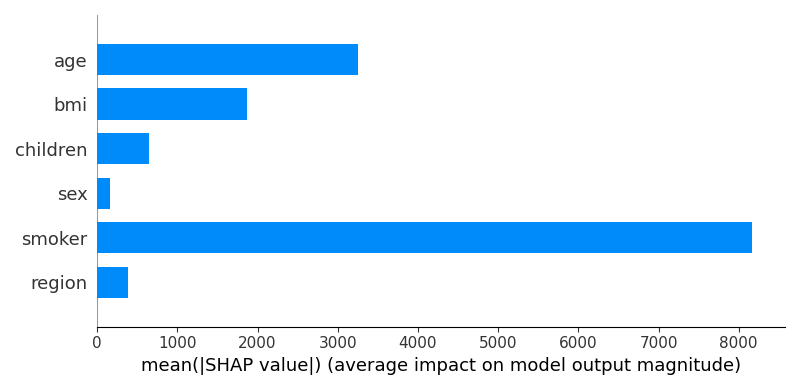 age
bmi
children
sex
smoker
region
0 1000 2000 3000 4000 5000 6000 7000 8000
mean(|SHAP value|) (average impact on model output magnitude)